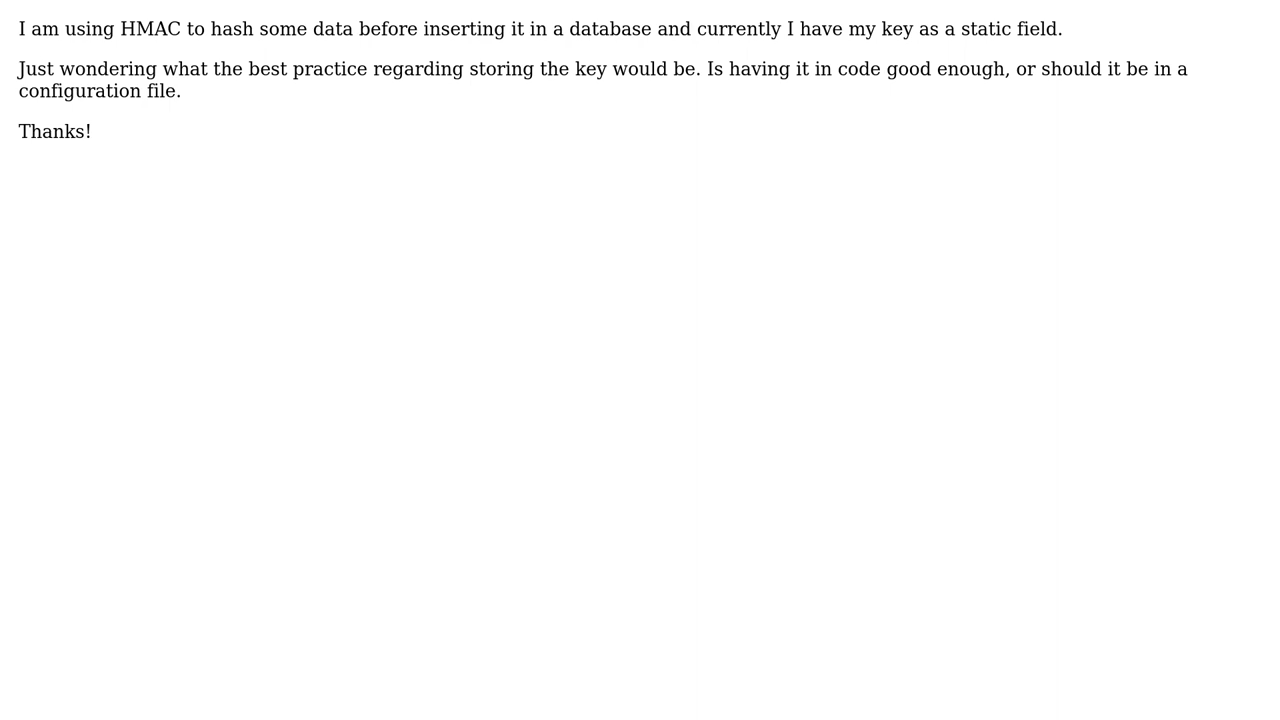 I am using HMAC to hash some data before inserting it in a database and currently I have my key as a static field.
Just wondering what the best practice regarding storing the key would be. Is having it in code good enough, or should it be in a
configuration file.
Thanks!